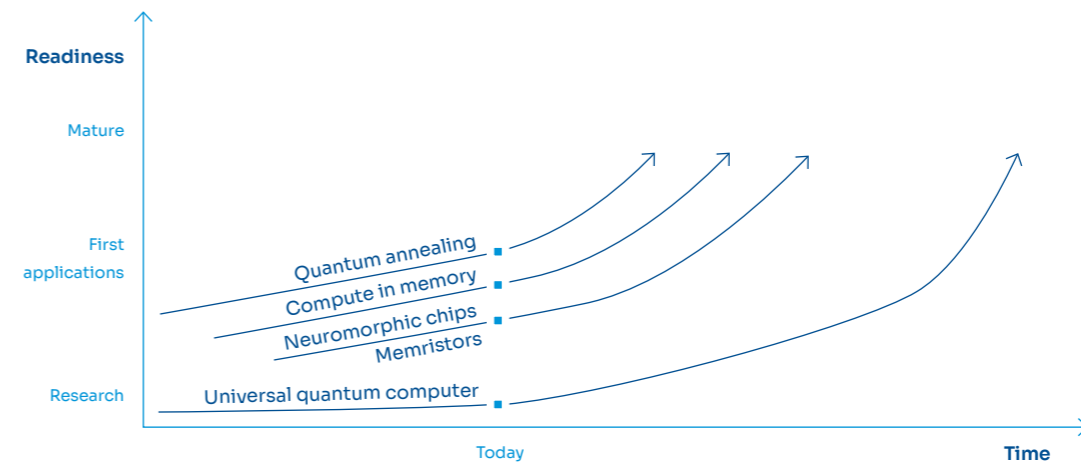 Readiness
Mature
First
applications
Research
Quantum annealing
Compute in memory
Neuromorphic chips
Memristors
Universal quantum computer
Today
Time